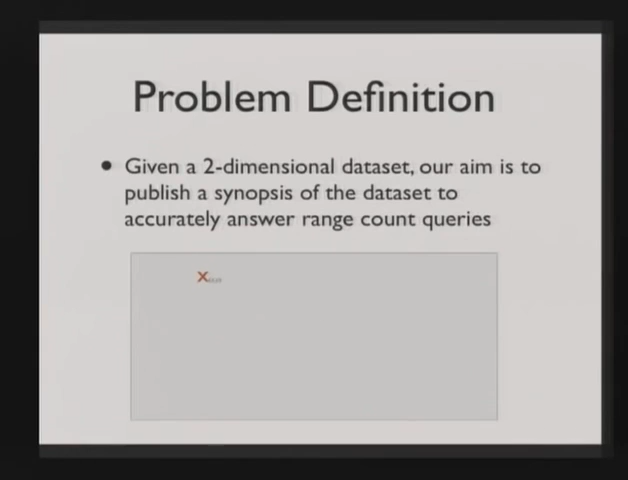 Problem Definition
• Given a 2-dimensional dataset, our aim is to
publish a synopsis of the dataset to
accurately answer range count queries
X